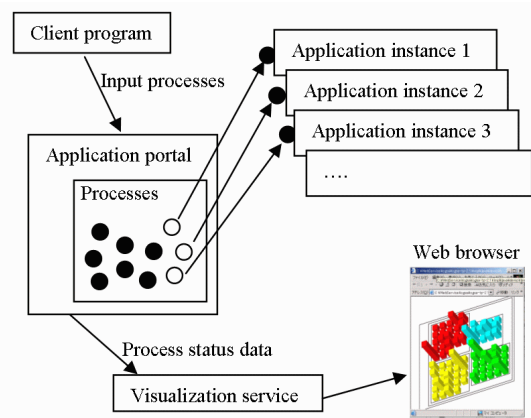 Client program
Input processes
Application portal
Processes
Application instance 1
Application instance 2
Application instance 3
....
Web browser
Process status data
Visualization service